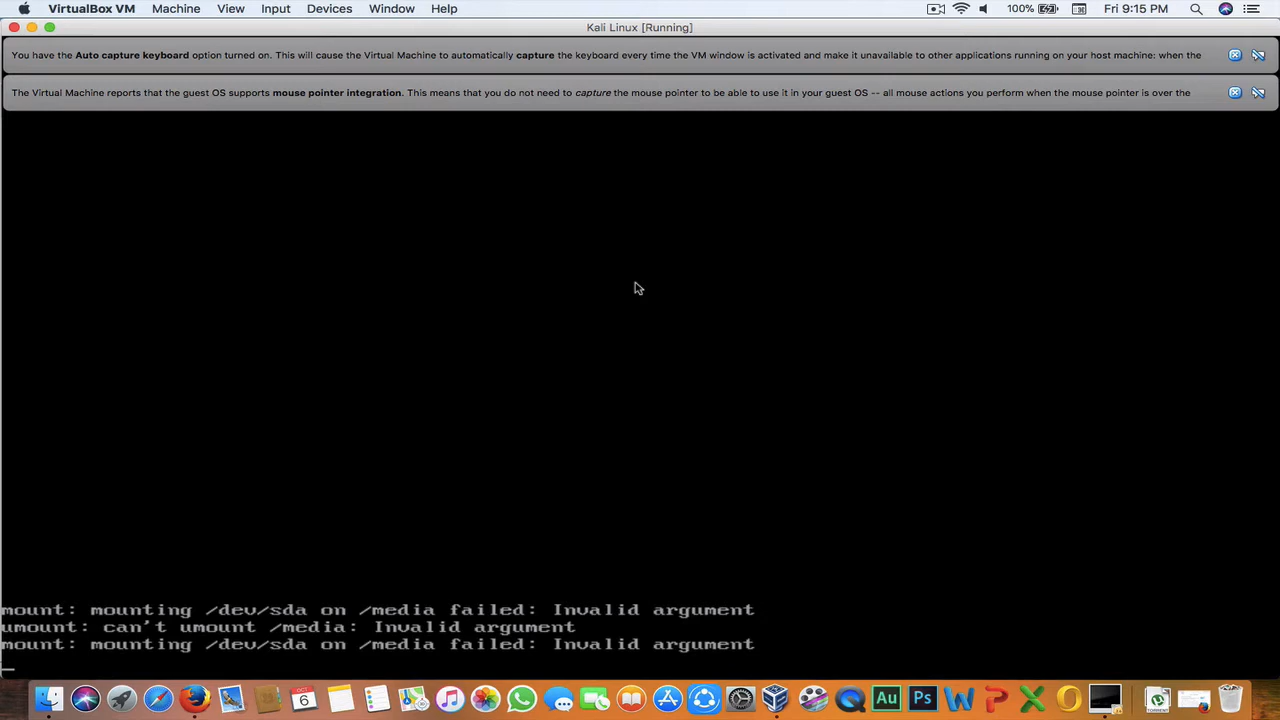 VirtualBox VM Machine View Input Devices Window Help 100% Fri 9:15 PM
Kali Linux [Running]
You have the Auto capture keyboard option turned on. This will cause the Virtual Machine to automatically capture the keyboard every time the VM window is activated and make it unavailable to other applications running on your host machine: when the
The Virtual Machine reports that the guest OS supports mouse pointer integration. This means that you do not need to capture the mouse pointer to be able to use it in your guest OS -- all mouse actions you perform when the mouse pointer is over the
mount: mounting /dev/sda on /media failed: Invalid argument
umount: can't umount /media: Invalid argument
mount: mounting /dev/sda on /media failed: Invalid argument
OCT
6
Au Ps W P X O
TORRENT